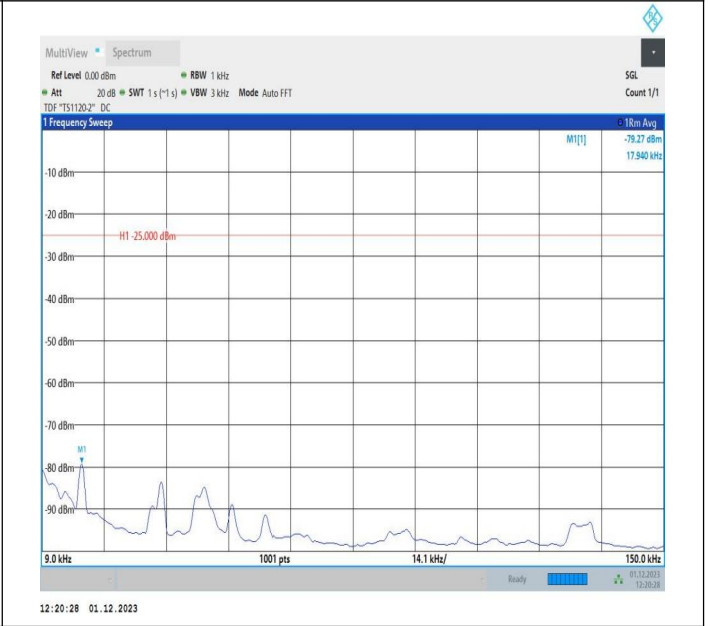 R&S
MultiView Spectrum
Ref Level 0.00 dBm RBW 1 kHz SGL
Att 20 dB SWT 1 s (~1 s) VBW 3 kHz Mode Auto FFT Count 1/1
TDF "TS1120-2" DC
1 Frequency Sweep 1Rm Avg
M1[1] -79.27 dBm
17.940 kHz
-10 dBm
-20 dBm
H1 -25.000 dBm
-30 dBm
-40 dBm
-50 dBm
-60 dBm
-70 dBm
M1
-80 dBm
-90 dBm
9.0 kHz 1001 pts 14.1 kHz/ 150.0 kHz
Ready 01.12.2023
12:20:28
12:20:28 01.12.2023